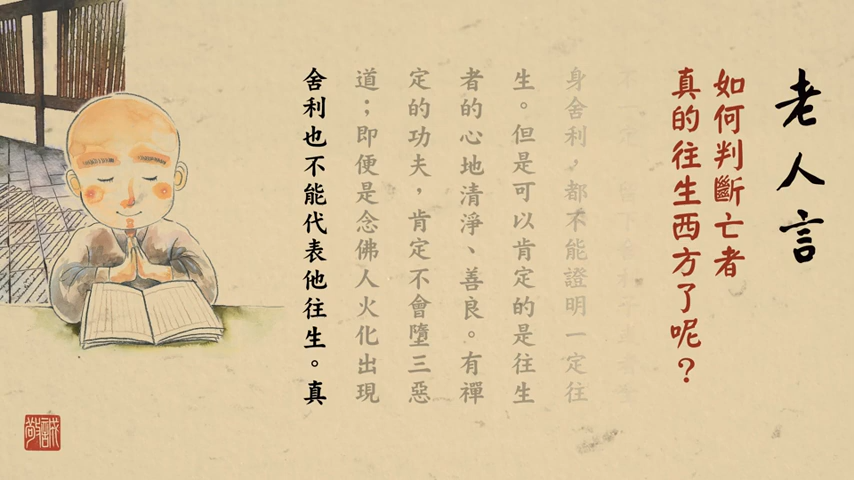 老人言
如何判斷亡者
真的往生西方了呢？
身舍利，都不能證明一定往
生。但是可以肯定的是往生
者的心地清淨、善良。有禪
定的功夫，肯定不會墮三惡
道；即便是念佛人火化出現
舍利也不能代表他往生。真
誠敬